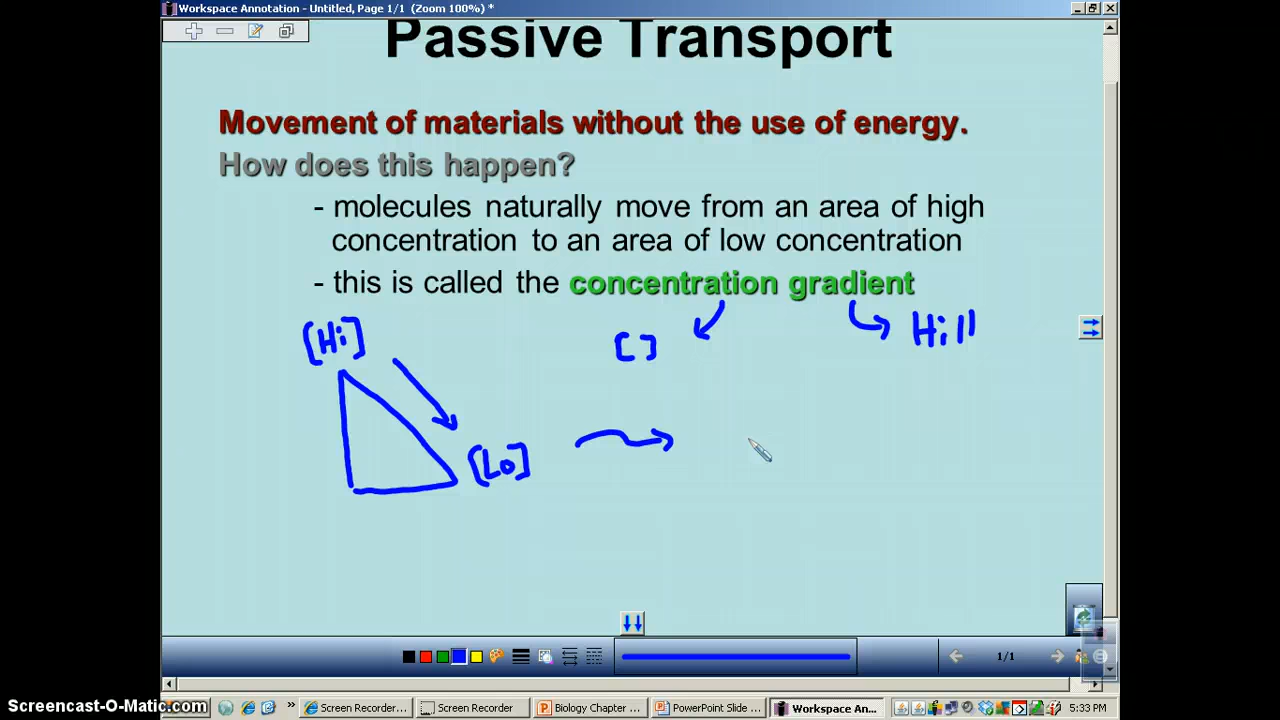 Workspace Annotation - Untitled, Page 1/1 (Zoom 100%) *
Passive Transport
Movement of materials without the use of energy.
How does this happen?
- molecules naturally move from an area of high
concentration to an area of low concentration
- this is called the concentration gradient
[Hi]
[ ]
Hill
[Lo]
1/1
Screencast-O-Matic.com
»
Screen Recorder...
Screen Recorder
Biology Chapter ...
PowerPoint Slide ...
Workspace An...
5:33 PM